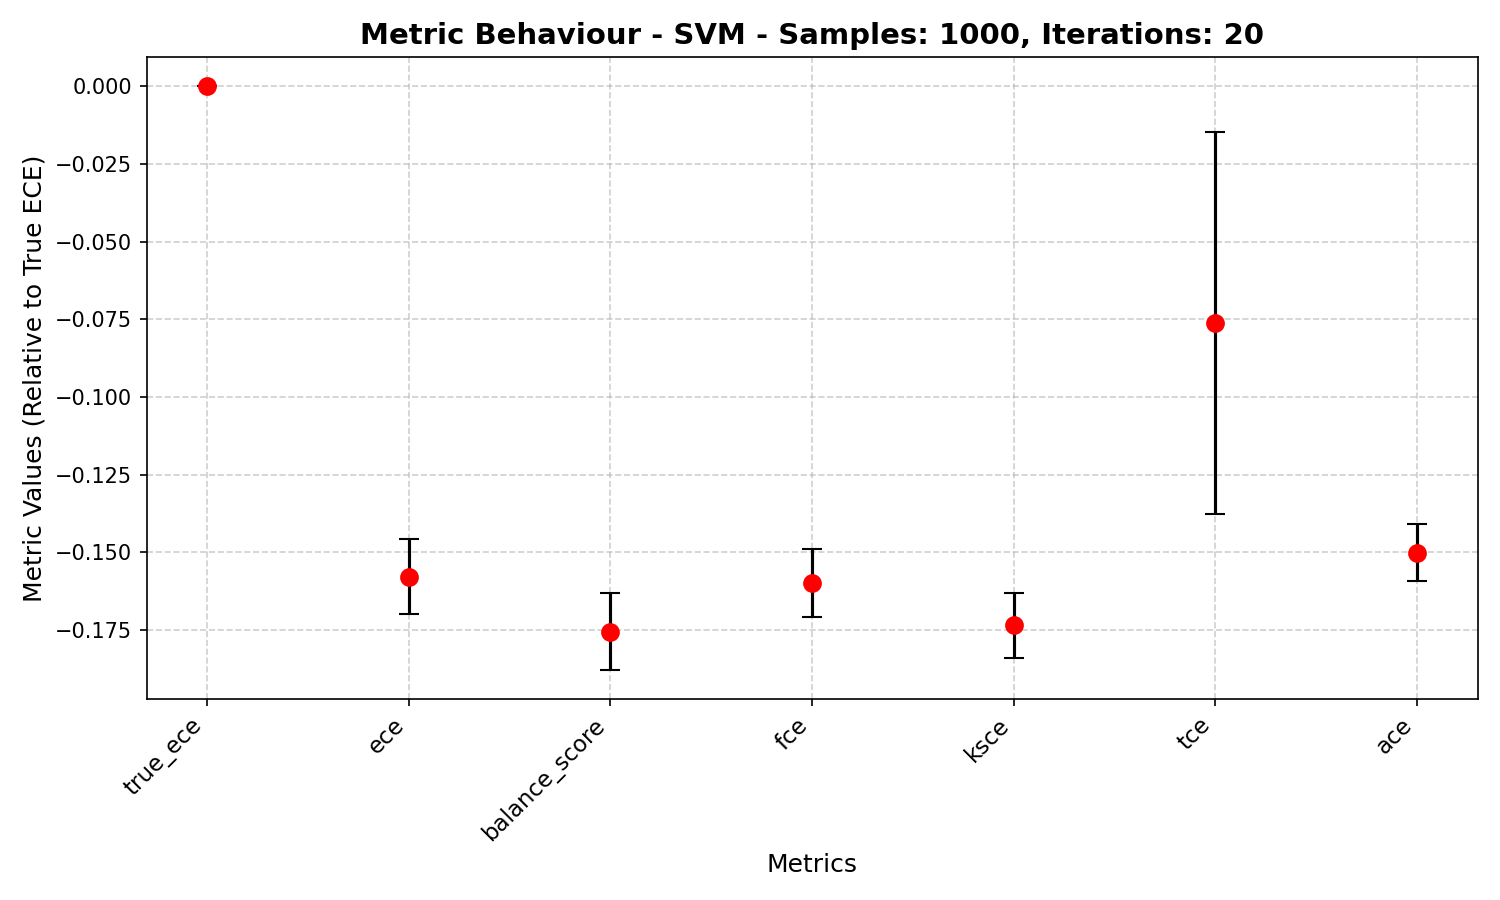 Metric Behaviour - SVM - Samples: 1000, Iterations: 20
Metric Values (Relative to True ECE)
0.000
−0.025
−0.050
−0.075
−0.100
−0.125
−0.150
−0.175
true_ece
ece
balance_score
fce
ksce
tce
ace
Metrics